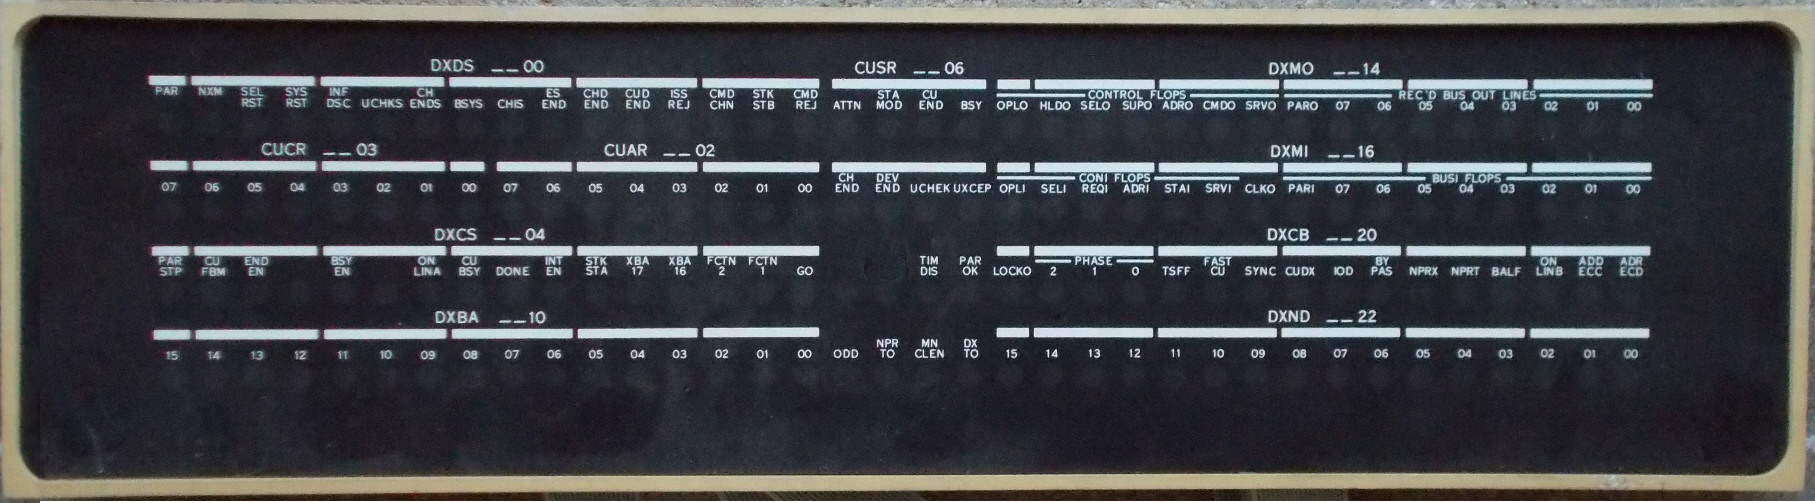 DXDS __00 CUSR __06 DXMO __14
PAR NXM SEL RST SYS RST INF DSC UCHKS CH ENDS BSYS CHIS ES END CHD END CUD END ISS REJ CMD CHN STK STB CMD REJ ATTN STA MOD CU END BSY OPLO HLDO SELO SUPO ADRO CMDO SRVO PARO 07 06 05 04 03 02 01 00
CONTROL FLOPS REC'D BUS OUT LINES
CUCR __03 CUAR __02 DXMI __16
07 06 05 04 03 02 01 00 07 06 05 04 03 02 01 00 CH END DEV END UCHEK UXCEP OPLI SELI REQI ADRI STAI SRVI CLKO PARI 07 06 05 04 03 02 01 00
CONI FLOPS BUSI FLOPS
DXCS __04 DXCB __20
PAR STP CU FBM END EN BSY EN ON LINA CU BSY DONE INT EN STK STA XBA 17 XBA 16 FCTN 2 FCTN 1 GO TIM DIS PAR OK LOCKO 2 1 0 TSFF FAST CU SYNC CUDX IOD BY PAS NPRX NPRT BALF ON LINB ADD ECC ADR ECD
PHASE
DXBA __10 DXND __22
15 14 13 12 11 10 09 08 07 06 05 04 03 02 01 00 ODD NPR TO MN CLEN DX TO 15 14 13 12 11 10 09 08 07 06 05 04 03 02 01 00